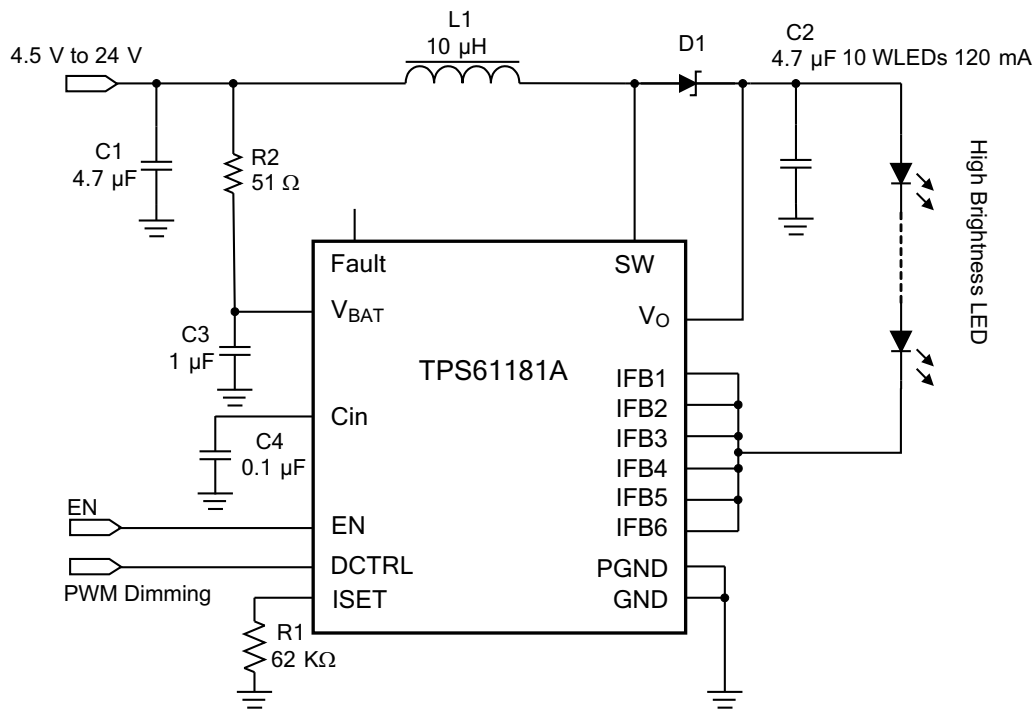 L1
10 µH
4.5 V to 24 V
D1
C2
4.7 µF
10 WLEDs 120 mA
C1
4.7 µF
R2
51 Ω
High Brightness LED
Fault
SW
VBAT
VO
C3
1 µF
TPS61181A
IFB1
IFB2
IFB3
IFB4
IFB5
IFB6
Cin
C4
0.1 µF
EN
EN
DCTRL
PWM Dimming
ISET
PGND
GND
R1
62 KΩ